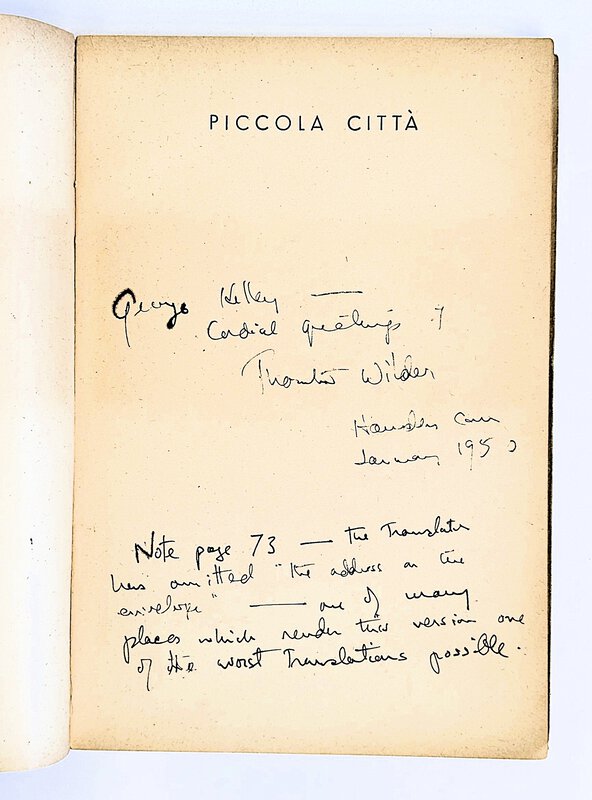 PICCOLA CITTÀ
George Kelley —
Cordial greetings of
Thornton Wilder
Hamden Conn
January 195
Note page 73 — the Translator
has omitted "the address on the
envelope" — one of many
places which render this version one
of the worst Translations possible.